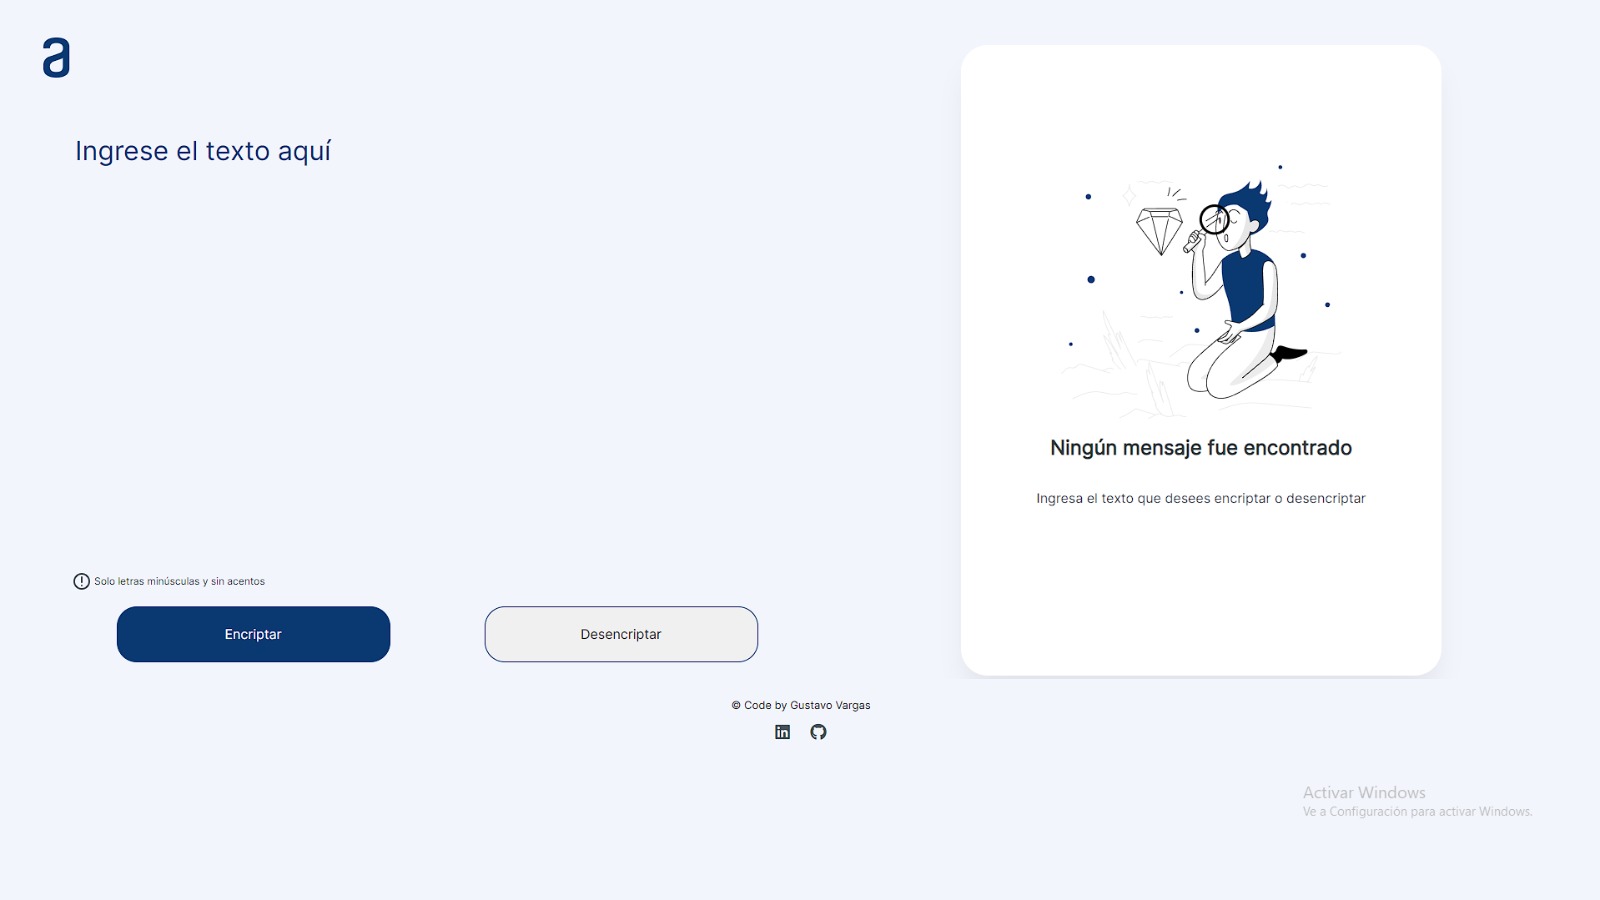 a
Ingrese el texto aquí
Ningún mensaje fue encontrado
Ingresa el texto que desees encriptar o desencriptar
Solo letras minúsculas y sin acentos
Encriptar
Desencriptar
© Code by Gustavo Vargas
in
Activar Windows
Ve a Configuración para activar Windows.